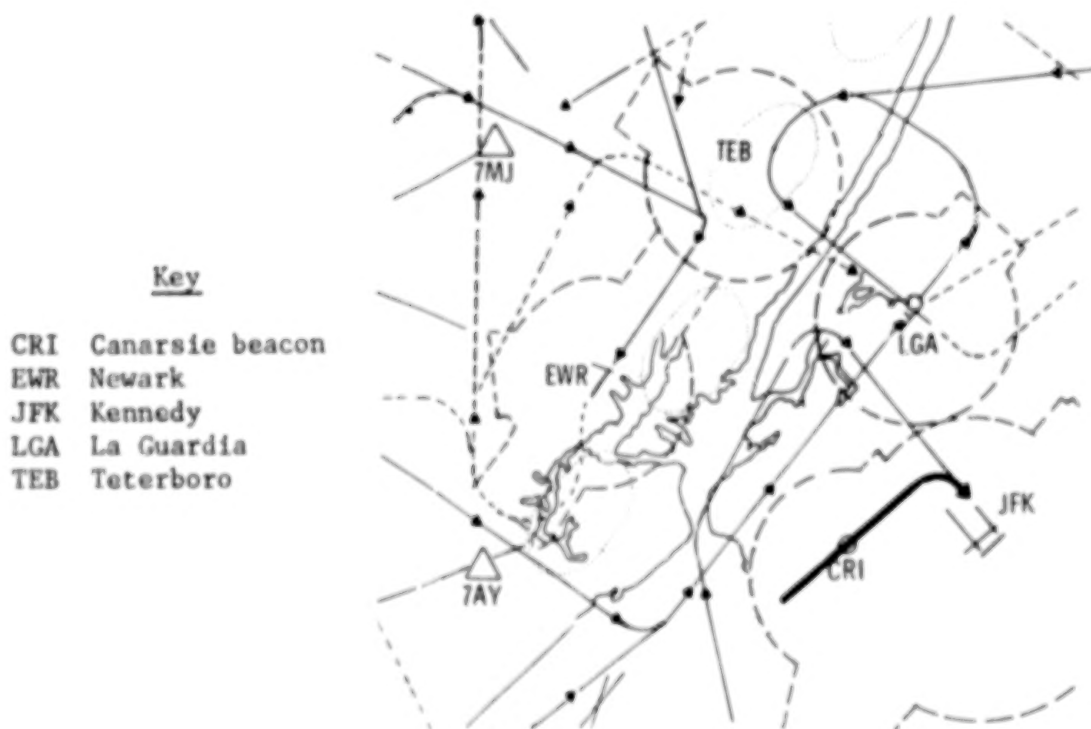 Key
CRI Canarsie beacon
EWR Newark
JFK Kennedy
LGA La Guardia
TEB Teterboro
7MJ
TEB
LGA
EWR
JFK
CRI
7AY